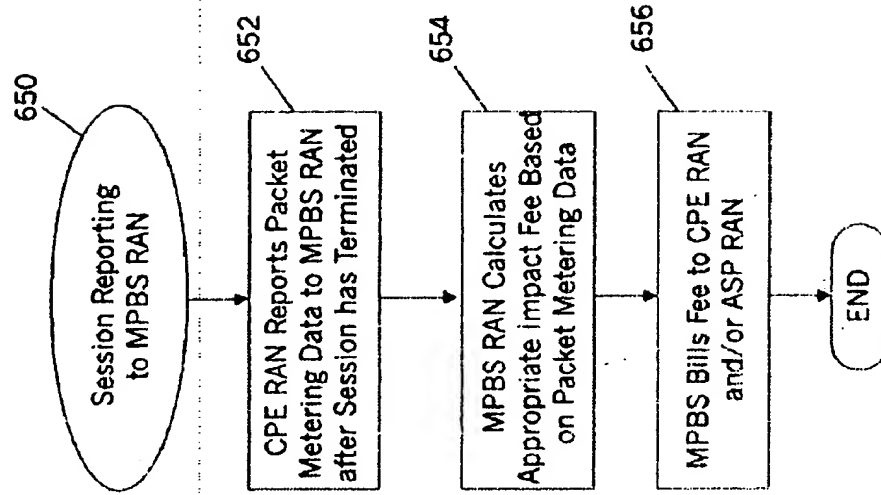 650
Session Reporting
to MPBS RAN
652
CPE RAN Reports Packet
Metering Data to MPBS RAN
after Session has Terminated
654
MPBS RAN Calculates
Appropriate Impact Fee Based
on Packet Metering Data
656
MPBS Bills Fee to CPE RAN
and/or ASP RAN
END